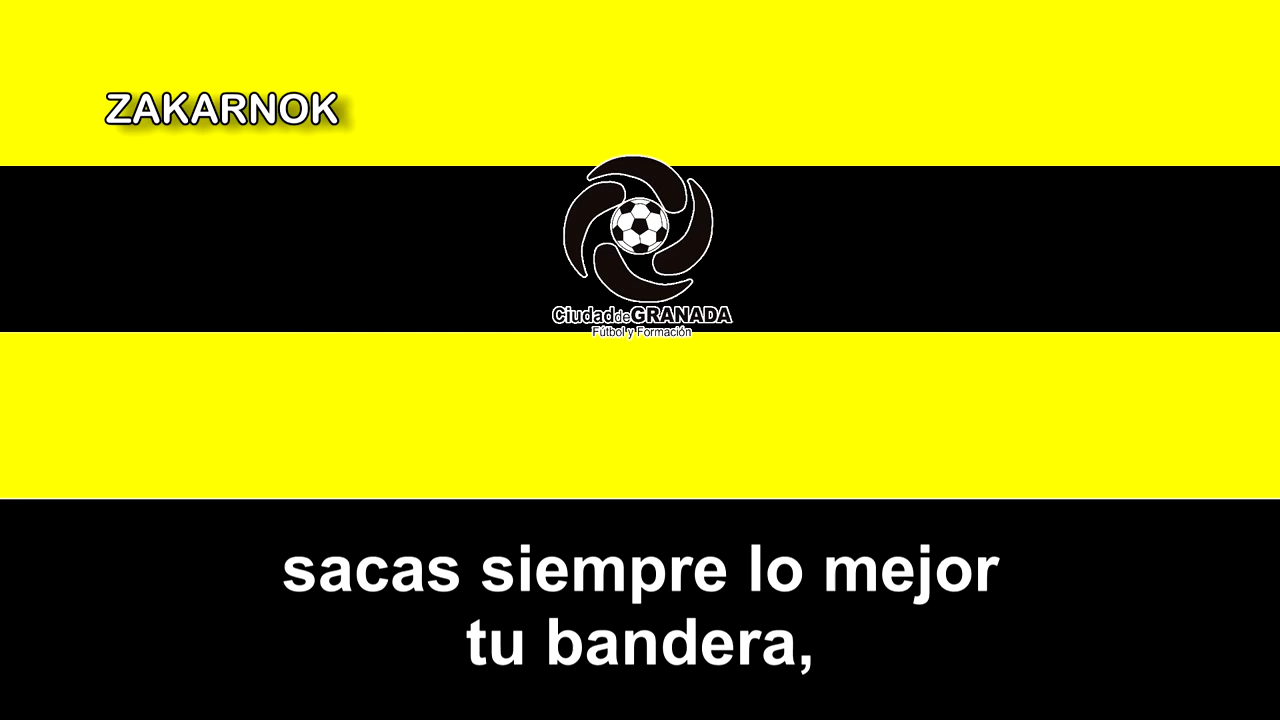 ZAKARNOK
CiudaddeGRANADA
Fútbol y Formación
sacas siempre lo mejor
tu bandera,